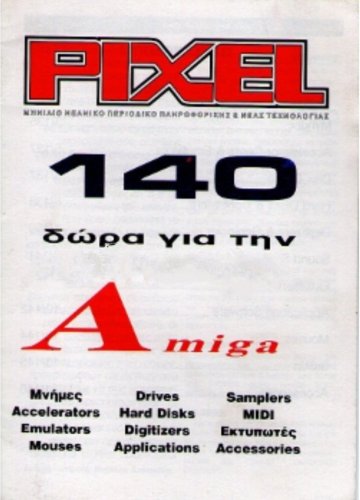 PIXEL
ΜΗΝΙΑΙΟ ΝΕΑΝΙΚΟ ΠΕΡΙΟΔΙΚΟ ΠΛΗΡΟΦΟΡΙΚΗΣ & ΝΕΑΣ ΤΕΧΝΟΛΟΓΙΑΣ
140
δώρα για την
Amiga
Μνήμες Drives Samplers
Accelerators Hard Disks MIDI
Emulators Digitizers Εκτυπωτές
Mouses Applications Accessories